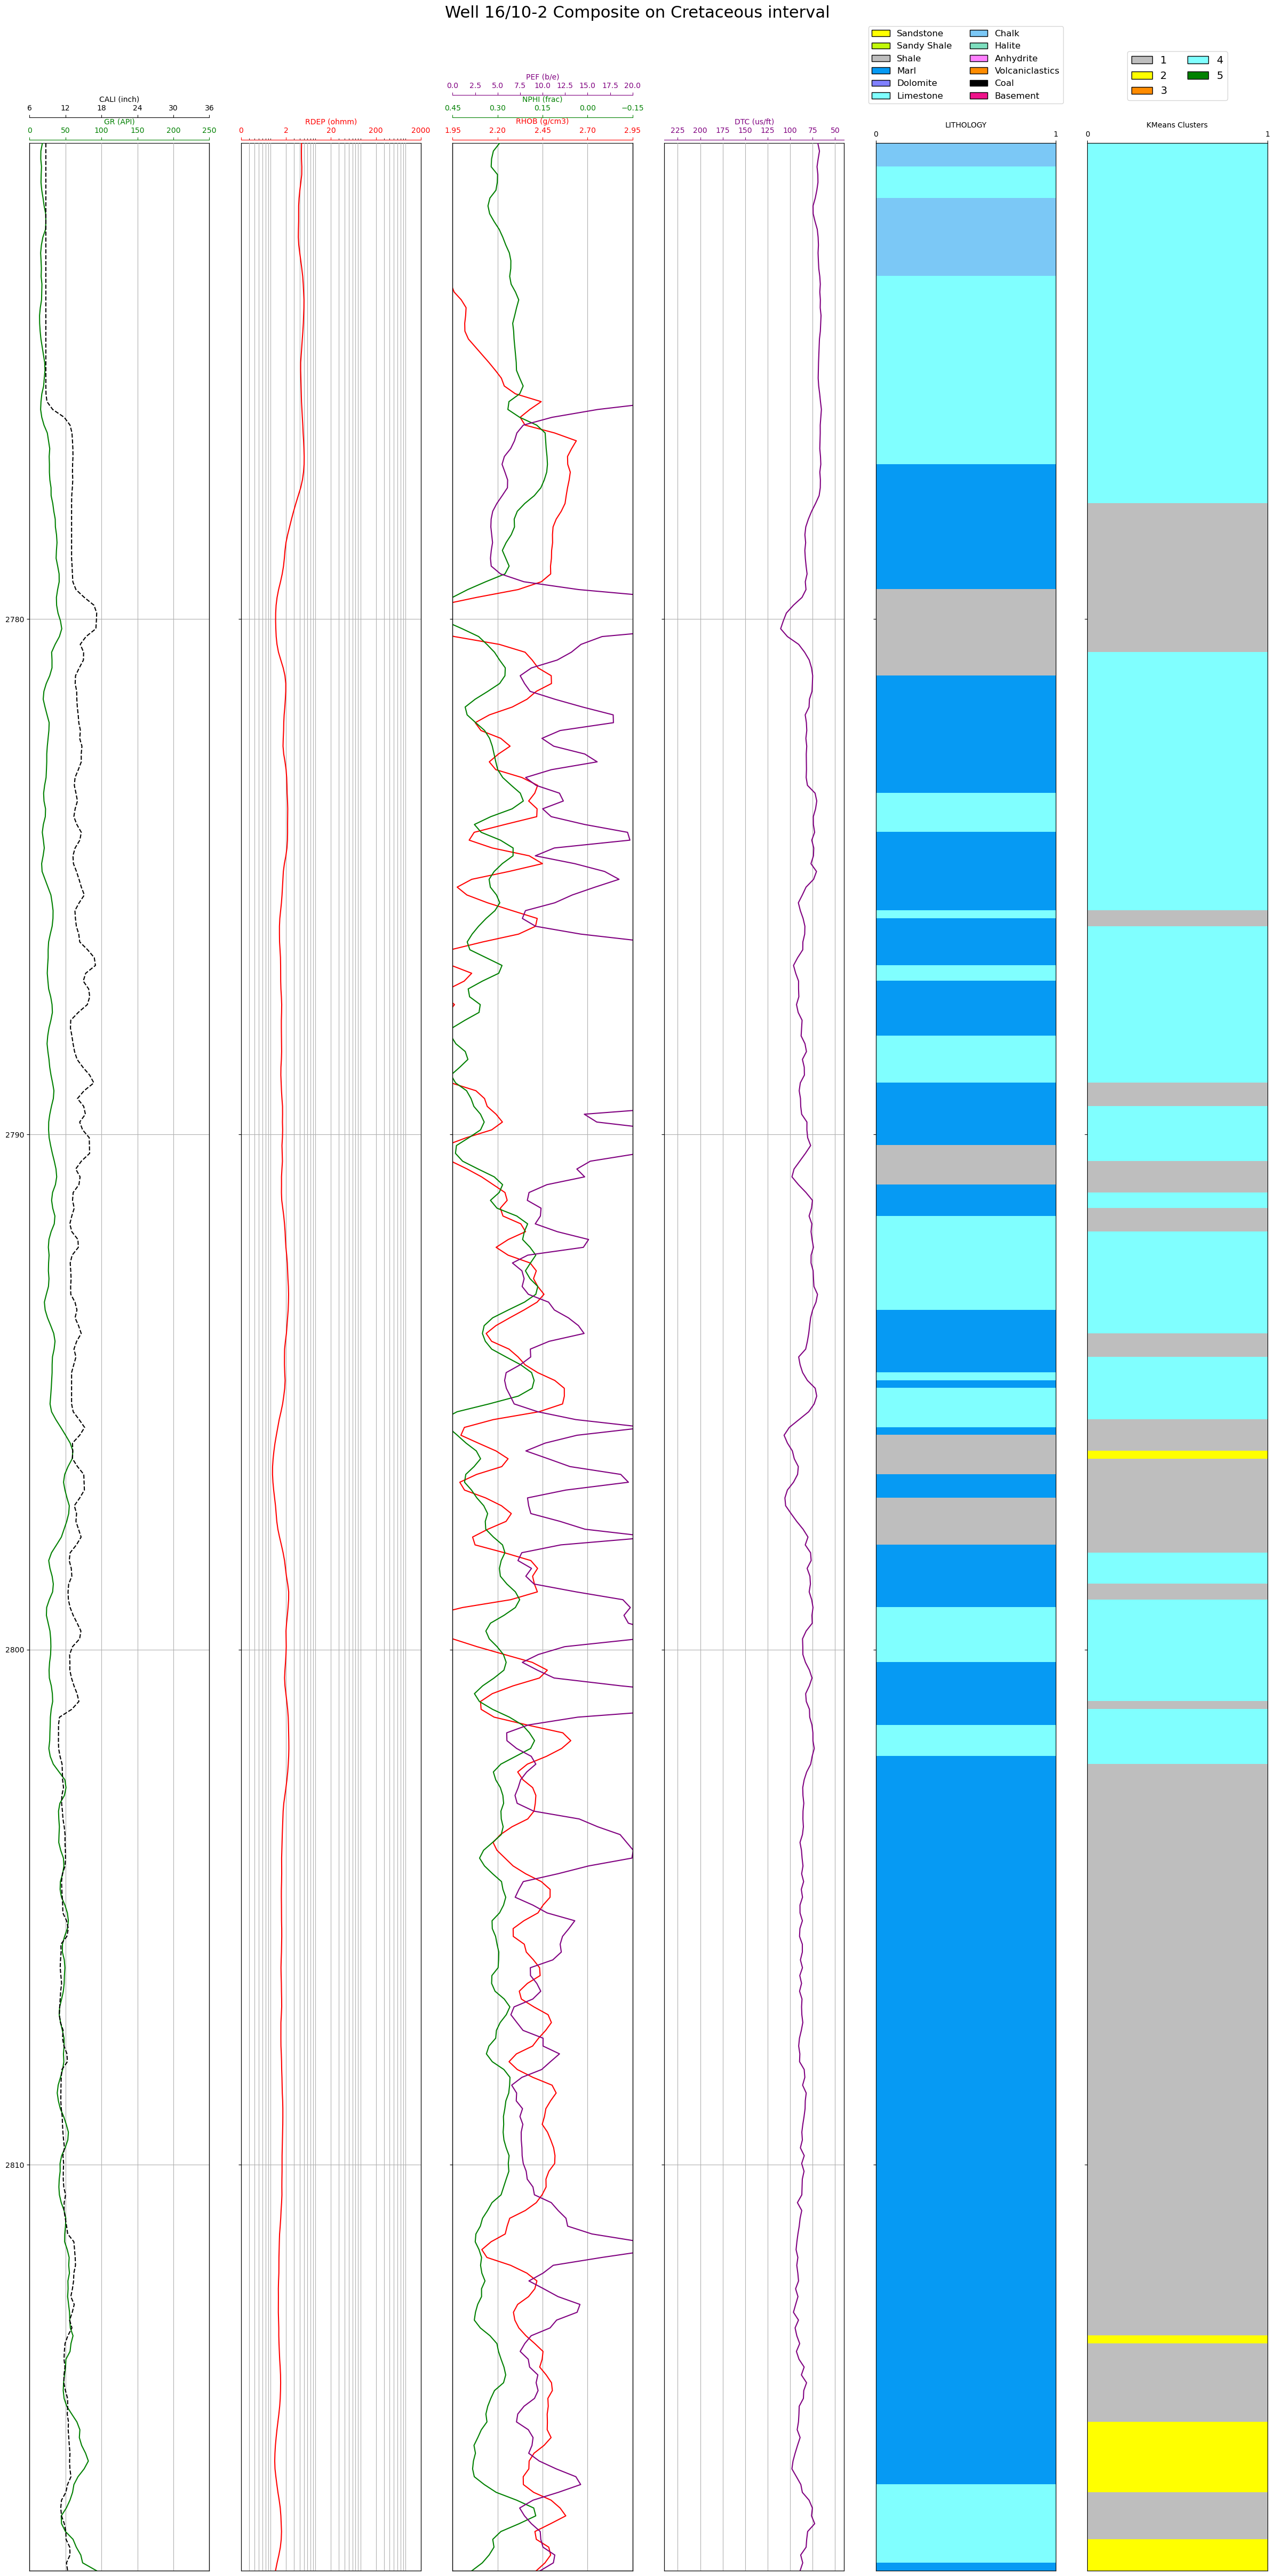 Well 16/10-2 Composite on Cretaceous interval
Sandstone Chalk
Sandy Shale Halite
Shale Anhydrite
Marl Volcaniclastics
Dolomite Coal
Limestone Basement
1 4
2 5
3
PEF (b/e)
0.0 2.5 5.0 7.5 10.0 12.5 15.0 17.5 20.0
CALI (inch)
NPHI (frac)
6 12 18 24 30 36
0.45 0.30 0.15 0.00 −0.15
GR (API)
RDEP (ohmm)
RHOB (g/cm3)
DTC (us/ft)
LITHOLOGY
KMeans Clusters
0 50 100 150 200 250
0 2 20 200 2000
1.95 2.20 2.45 2.70 2.95
225 200 175 150 125 100 75 50
0 1
0 1
2780
2790
2800
2810